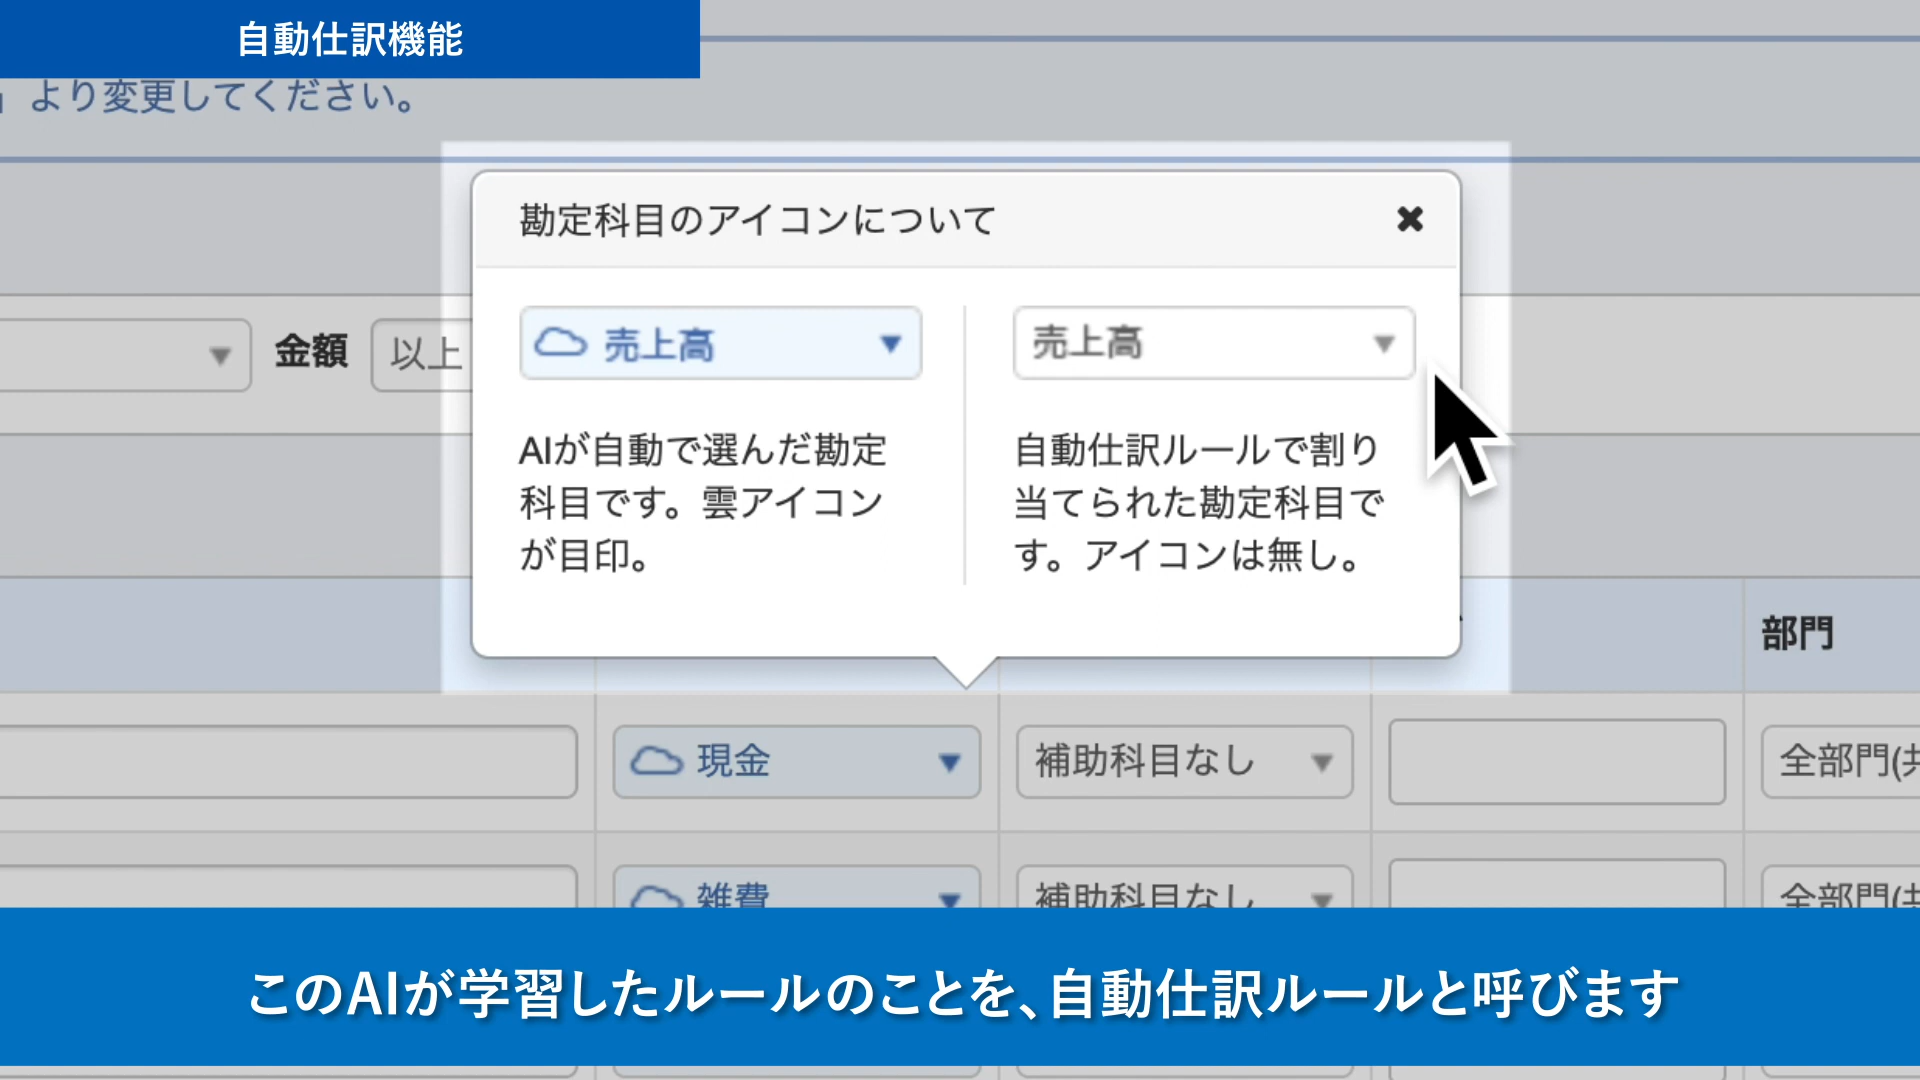 自動仕訳機能
」より変更してください。
勘定科目のアイコンについて
金額
以上
売上高
AIが自動で選んだ勘定
科目です。雲アイコン
が目印。
売上高
自動仕訳ルールで割り
当てられた勘定科目で
す。アイコンは無し。
部門
現金
補助科目なし
全部門(共
雑費
補助科目なし
全部門(共
このAIが学習したルールのことを、自動仕訳ルールと呼びます